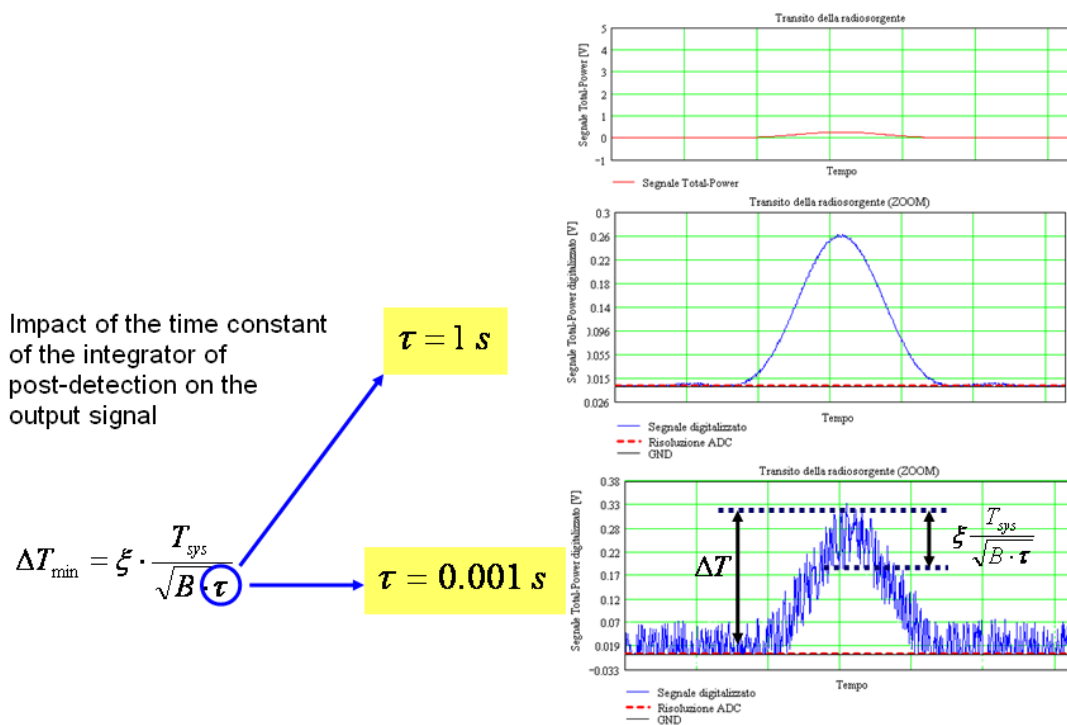 Impact of the time constant
of the integrator of
post-detection on the
output signal
ΔT_min = ξ · T_sys / √(B · τ)
τ = 1 s
τ = 0.001 s
Transito della radiosorgente
Segnale Total-Power [V]
5
4
3
2
1
0
−1
Tempo
Segnale Total-Power
Transito della radiosorgente (ZOOM)
Segnale Total-Power digitalizzato [V]
0.3
0.26
0.22
0.18
0.14
0.096
0.055
0.015
0.026
Tempo
Segnale digitalizzato
Risoluzione ADC
GND
Transito della radiosorgente (ZOOM)
Segnale Total-Power digitalizzato [V]
0.38
0.33
0.28
0.22
0.17
0.12
0.07
0.019
−0.033
ΔT
ξ T_sys / √(B · τ)
Tempo
Segnale digitalizzato
Risoluzione ADC
GND